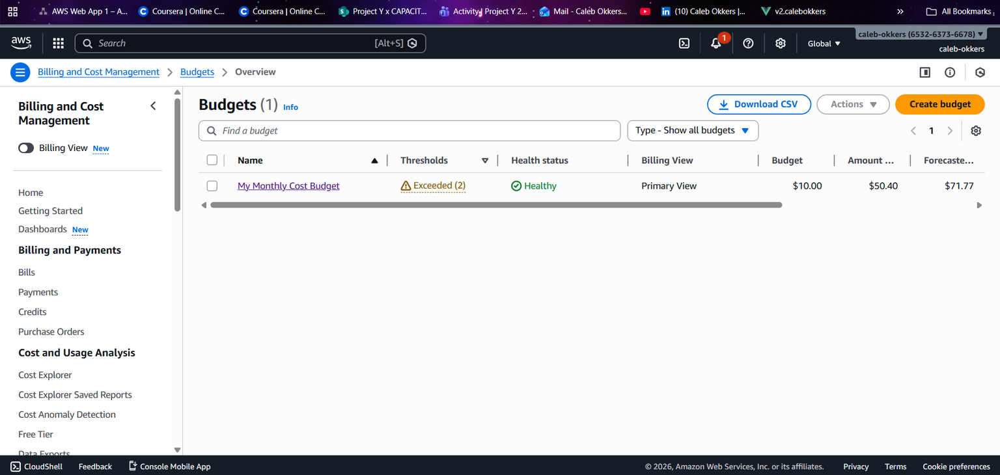 AWS Web App 1 – A...
Coursera | Online C...
Coursera | Online C...
Project Y x CAPACIT...
Activity | Project Y 2...
Mail - Caleb Okkers...
(10) Caleb Okkers |...
v2.calebokkers
»
All Bookmarks
aws
Search
[Alt+S]
1
Global
caleb-okkers (6532-6373-6678)
caleb-okkers
Billing and Cost Management
Budgets
Overview
Billing and Cost
Management
Billing View New
Home
Getting Started
Dashboards New
Billing and Payments
Bills
Payments
Credits
Purchase Orders
Cost and Usage Analysis
Cost Explorer
Cost Explorer Saved Reports
Cost Anomaly Detection
Free Tier
Data Exports
Budgets (1) Info
Download CSV
Actions
Create budget
Find a budget
Type - Show all budgets
1
Name Thresholds Health status Billing View Budget Amount ... Forecaste...
My Monthly Cost Budget Exceeded (2) Healthy Primary View $10.00 $50.40 $71.77
CloudShell Feedback Console Mobile App © 2026, Amazon Web Services, Inc. or its affiliates. Privacy Terms Cookie preferences